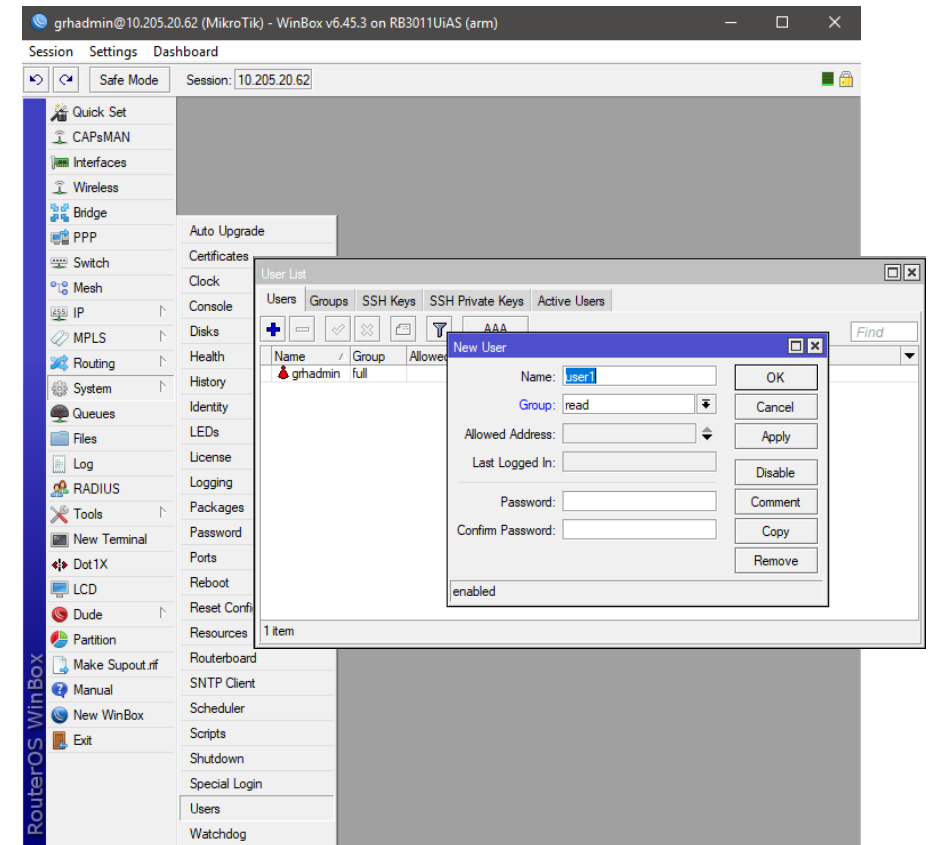 grhadmin@10.205.20.62 (MikroTik) - WinBox v6.45.3 on RB3011UiAS (arm)
Session Settings Dashboard
Safe Mode Session: 10.205.20.62
Quick Set
CAPsMAN
Interfaces
Wireless
Bridge
PPP
Switch
Mesh
IP
MPLS
Routing
System
Queues
Files
Log
RADIUS
Tools
New Terminal
Dot1X
LCD
Dude
Partition
Make Supout.rif
Manual
New WinBox
Exit
RouterOS WinBox
Auto Upgrade
Certificates
Clock
Console
Disks
Health
History
Identity
LEDs
License
Logging
Packages
Password
Ports
Reboot
Reset Confi
Resources
Routerboard
SNTP Client
Scheduler
Scripts
Shutdown
Special Login
Users
Watchdog
User List
Users Groups SSH Keys SSH Private Keys Active Users
AAA Find
Name Group Allowed
grhadmin full
1 item
New User
Name: user1
Group: read
Allowed Address:
Last Logged In:
Password:
Confirm Password:
OK
Cancel
Apply
Disable
Comment
Copy
Remove
enabled